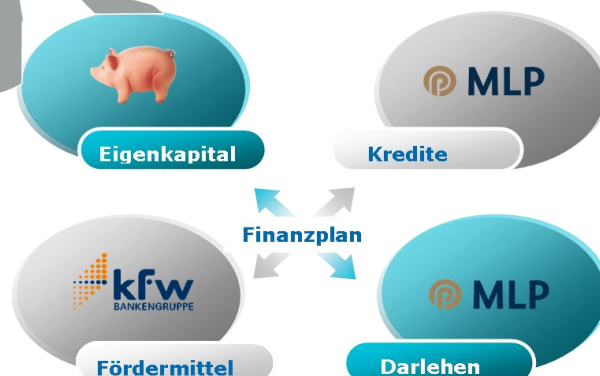 MLP
Eigenkapital
Kredite
Finanzplan
kfw
BANKENGRUPPE
MLP
Fördermittel
Darlehen